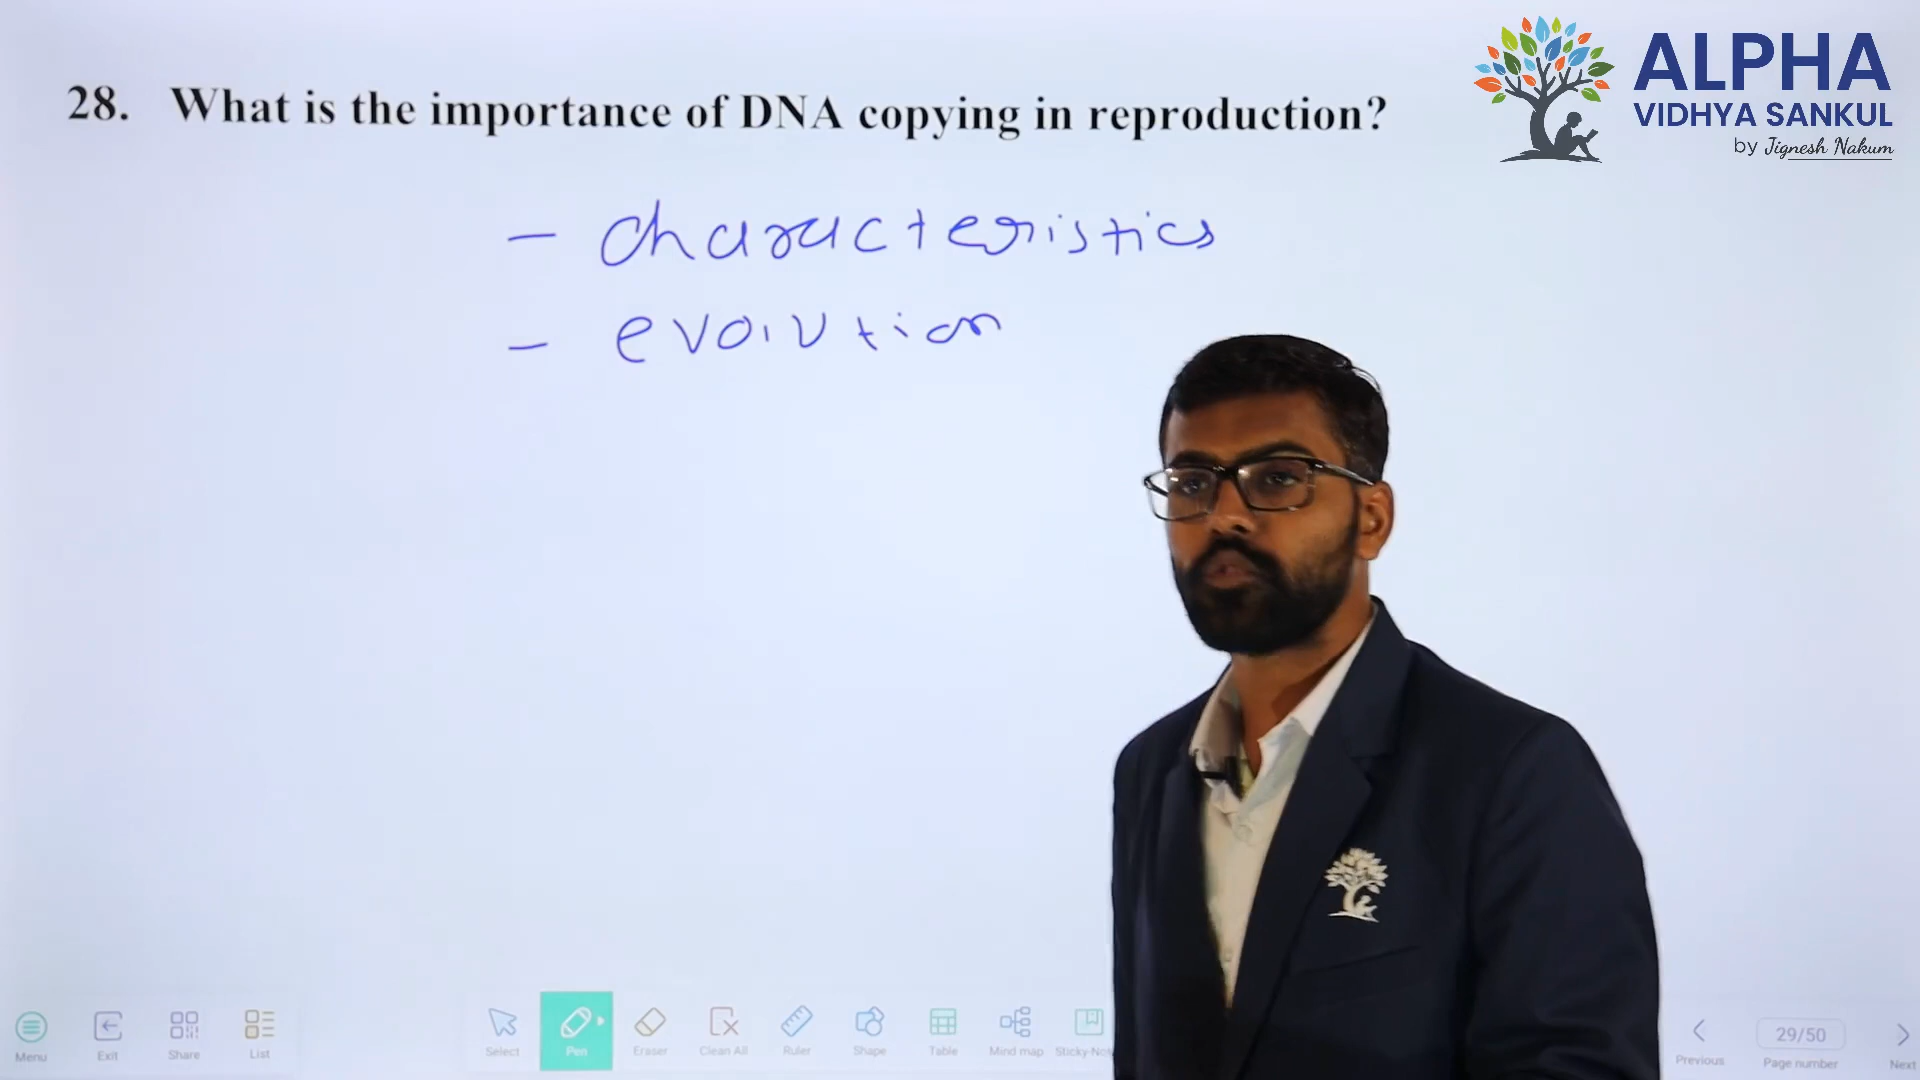 ALPHA
VIDHYA SANKUL
by Jignesh Nakum
28. What is the importance of DNA copying in reproduction?
- characteristics
- evolution
Menu
Exit
Share
List
Select
Pen
Eraser
Clean All
Ruler
Shape
Table
Mind map
Sticky-No
Previous
29/50
Page number
Next